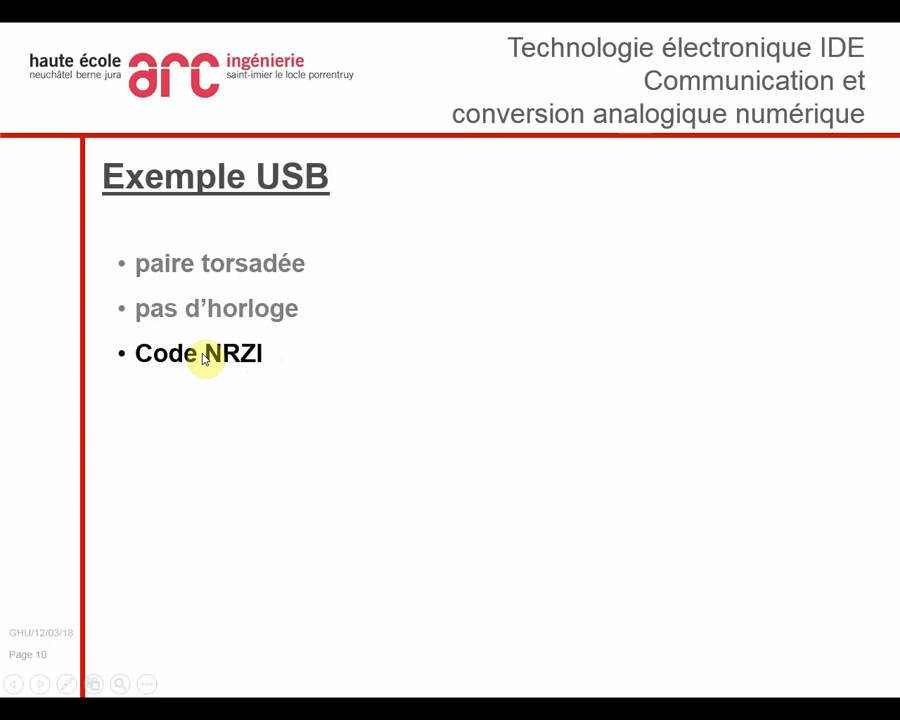 haute école
neuchâtel berne jura
arc
ingénierie
saint-imier le locle porrentruy
Technologie électronique IDE
Communication et
conversion analogique numérique
Exemple USB
• paire torsadée
• pas d’horloge
• Code NRZI
GHU/12/03/18
Page 10